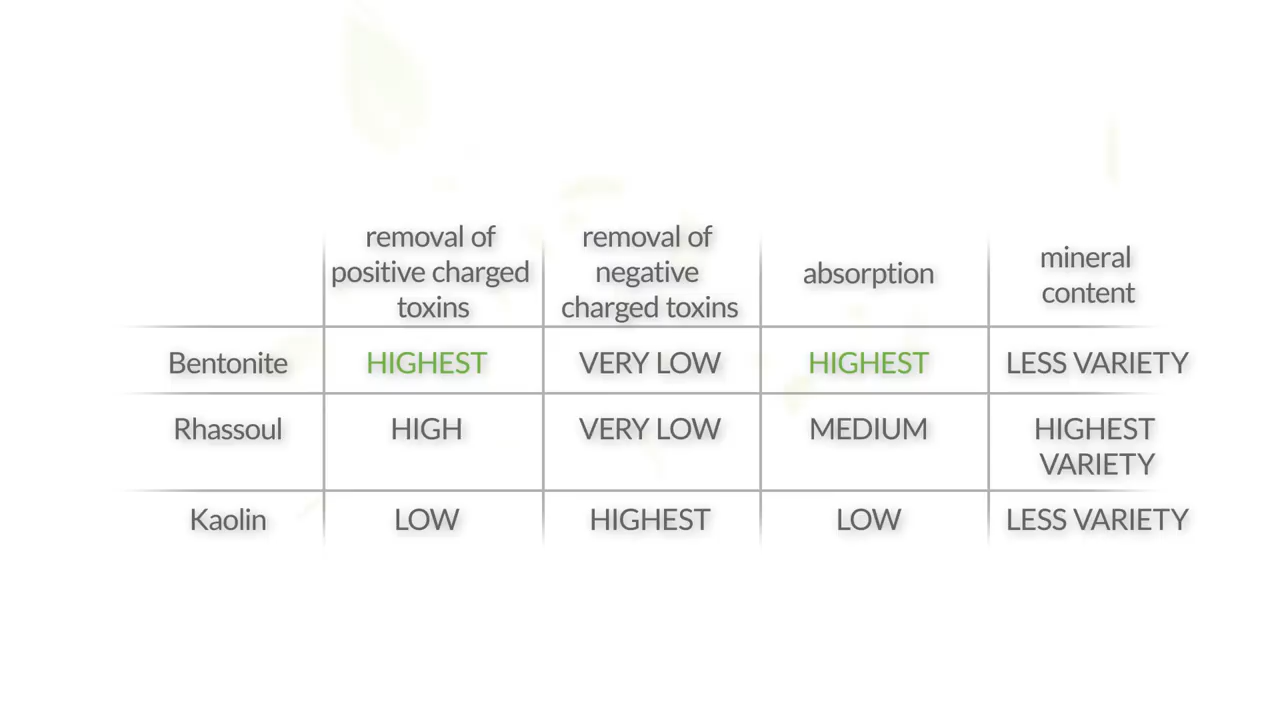 removal of
positive charged
toxins
removal of
negative
charged toxins
absorption
mineral
content
Bentonite HIGHEST VERY LOW HIGHEST LESS VARIETY
Rhassoul HIGH VERY LOW MEDIUM HIGHEST
VARIETY
Kaolin LOW HIGHEST LOW LESS VARIETY